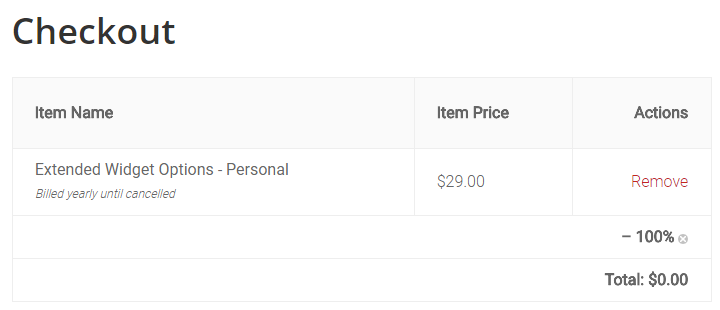 Checkout
Item Name Item Price Actions
Extended Widget Options - Personal $29.00 Remove
Billed yearly until cancelled
– 100%
Total: $0.00